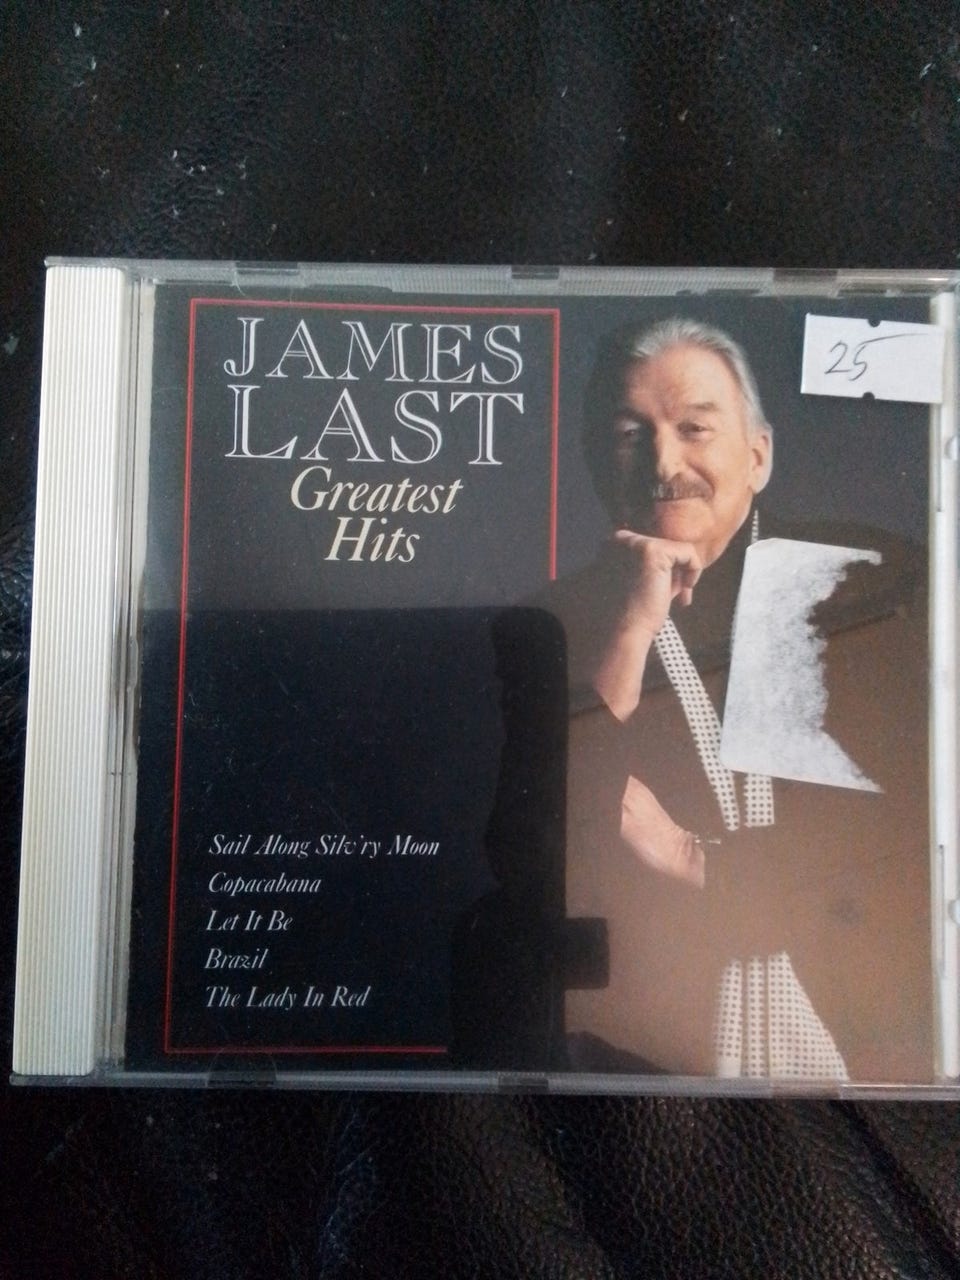 JAMES
LAST
Greatest
Hits
25
Sail Along Silv'ry Moon
Copacabana
Let It Be
Brazil
The Lady In Red